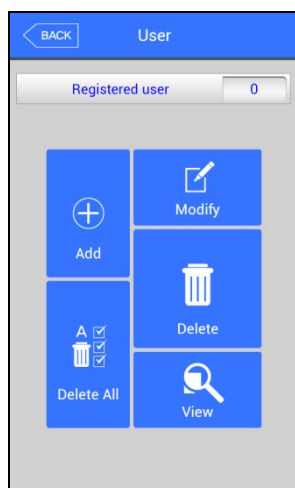 BACK
User
Registered user 0
Add
Modify
Delete
A
Delete All
View